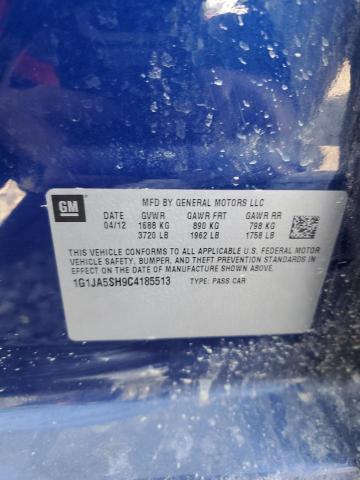 GM
MFD BY GENERAL MOTORS LLC
DATE GVWR GAWR FRT GAWR RR
04/12 1688 KG 890 KG 798 KG
3720 LB 1962 LB 1758 LB
THIS VEHICLE CONFORMS TO ALL APPLICABLE U.S. FEDERAL MOTOR
VEHICLE SAFETY, BUMPER, AND THEFT PREVENTION STANDARDS IN
EFFECT ON THE DATE OF MANUFACTURE SHOWN ABOVE.
1G1JA5SH9C4185513 TYPE: PASS CAR